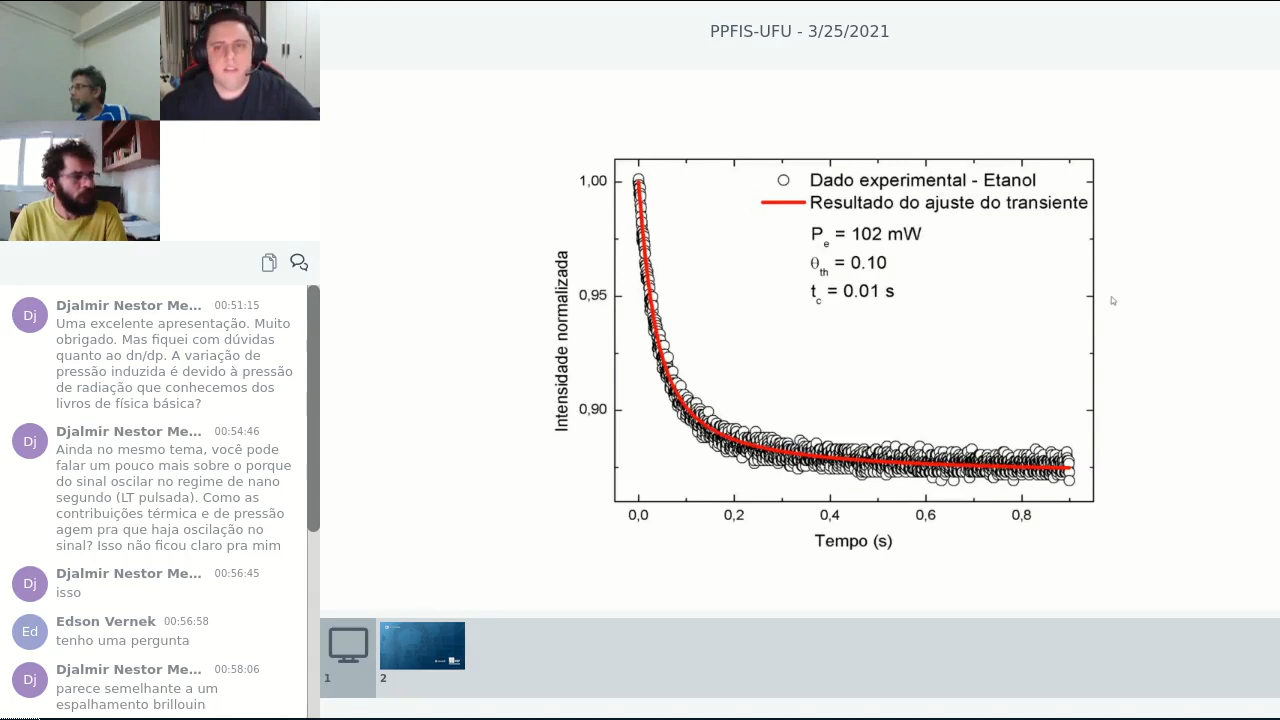 PPFIS-UFU - 3/25/2021
Djalmir Nestor Me... 00:51:15
Uma excelente apresentação. Muito
obrigado. Mas fiquei com dúvidas
quanto ao dn/dp. A variação de
pressão induzida é devido à pressão
de radiação que conhecemos dos
livros de física básica?
Djalmir Nestor Me... 00:54:46
Ainda no mesmo tema, você pode
falar um pouco mais sobre o porque
do sinal oscilar no regime de nano
segundo (LT pulsada). Como as
contribuições térmica e de pressão
agem pra que haja oscilação no
sinal? Isso não ficou claro pra mim
Djalmir Nestor Me... 00:56:45
isso
Edson Vernek 00:56:58
tenho uma pergunta
Djalmir Nestor Me... 00:58:06
parece semelhante a um
espalhamento brillouin
Dj
Dj
Dj
Ed
Dj
Dado experimental - Etanol
Resultado do ajuste do transiente
Pe = 102 mW
θth = 0.10
tc = 0.01 s
Intensidade normalizada
1,00
0,95
0,90
0,0 0,2 0,4 0,6 0,8
Tempo (s)
1
2